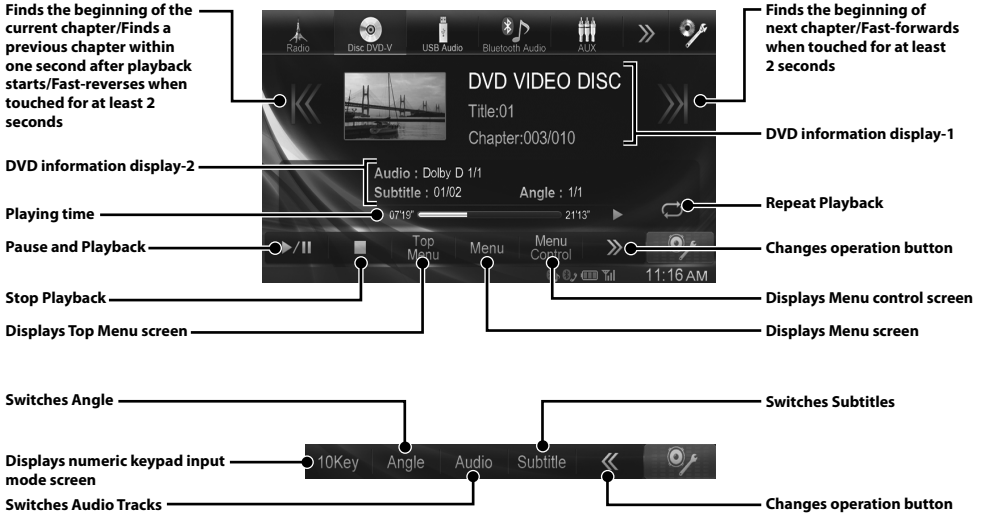 Finds the beginning of the
current chapter/Finds a
previous chapter within
one second after playback
starts/Fast-reverses when
touched for at least 2
seconds
DVD information display-2
Playing time
Pause and Playback
Stop Playback
Displays Top Menu screen
Radio
Disc DVD-V
USB Audio
Bluetooth Audio
AUX
DVD VIDEO DISC
Title:01
Chapter:003/010
Audio : Dolby D 1/1
Subtitle : 01/02 Angle : 1/1
07'19" 21'13"
Top
Menu
Menu
Menu
Control
11:16 AM
Finds the beginning of
next chapter/Fast-forwards
when touched for at least
2 seconds
DVD information display-1
Repeat Playback
Changes operation button
Displays Menu control screen
Displays Menu screen
Switches Angle
Switches Subtitles
Displays numeric keypad input
mode screen
10Key Angle Audio Subtitle
Switches Audio Tracks
Changes operation button